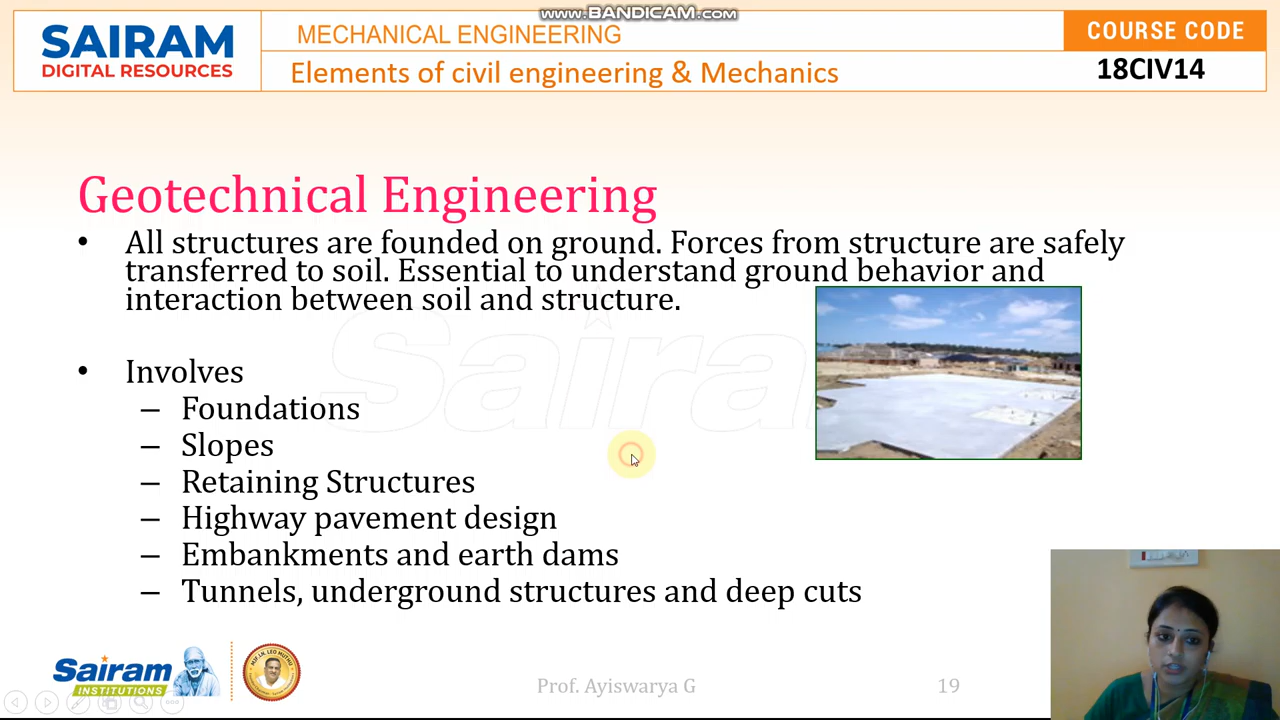 www.BANDICAM.com
SAIRAM
DIGITAL RESOURCES
MECHANICAL ENGINEERING
Elements of civil engineering & Mechanics
COURSE CODE
18CIV14
Geotechnical Engineering
• All structures are founded on ground. Forces from structure are safely
transferred to soil. Essential to understand ground behavior and
interaction between soil and structure.
Sairam
• Involves
– Foundations
– Slopes
– Retaining Structures
– Highway pavement design
– Embankments and earth dams
– Tunnels, underground structures and deep cuts
Sairam
INSTITUTIONS
Prof. Ayiswarya G
19